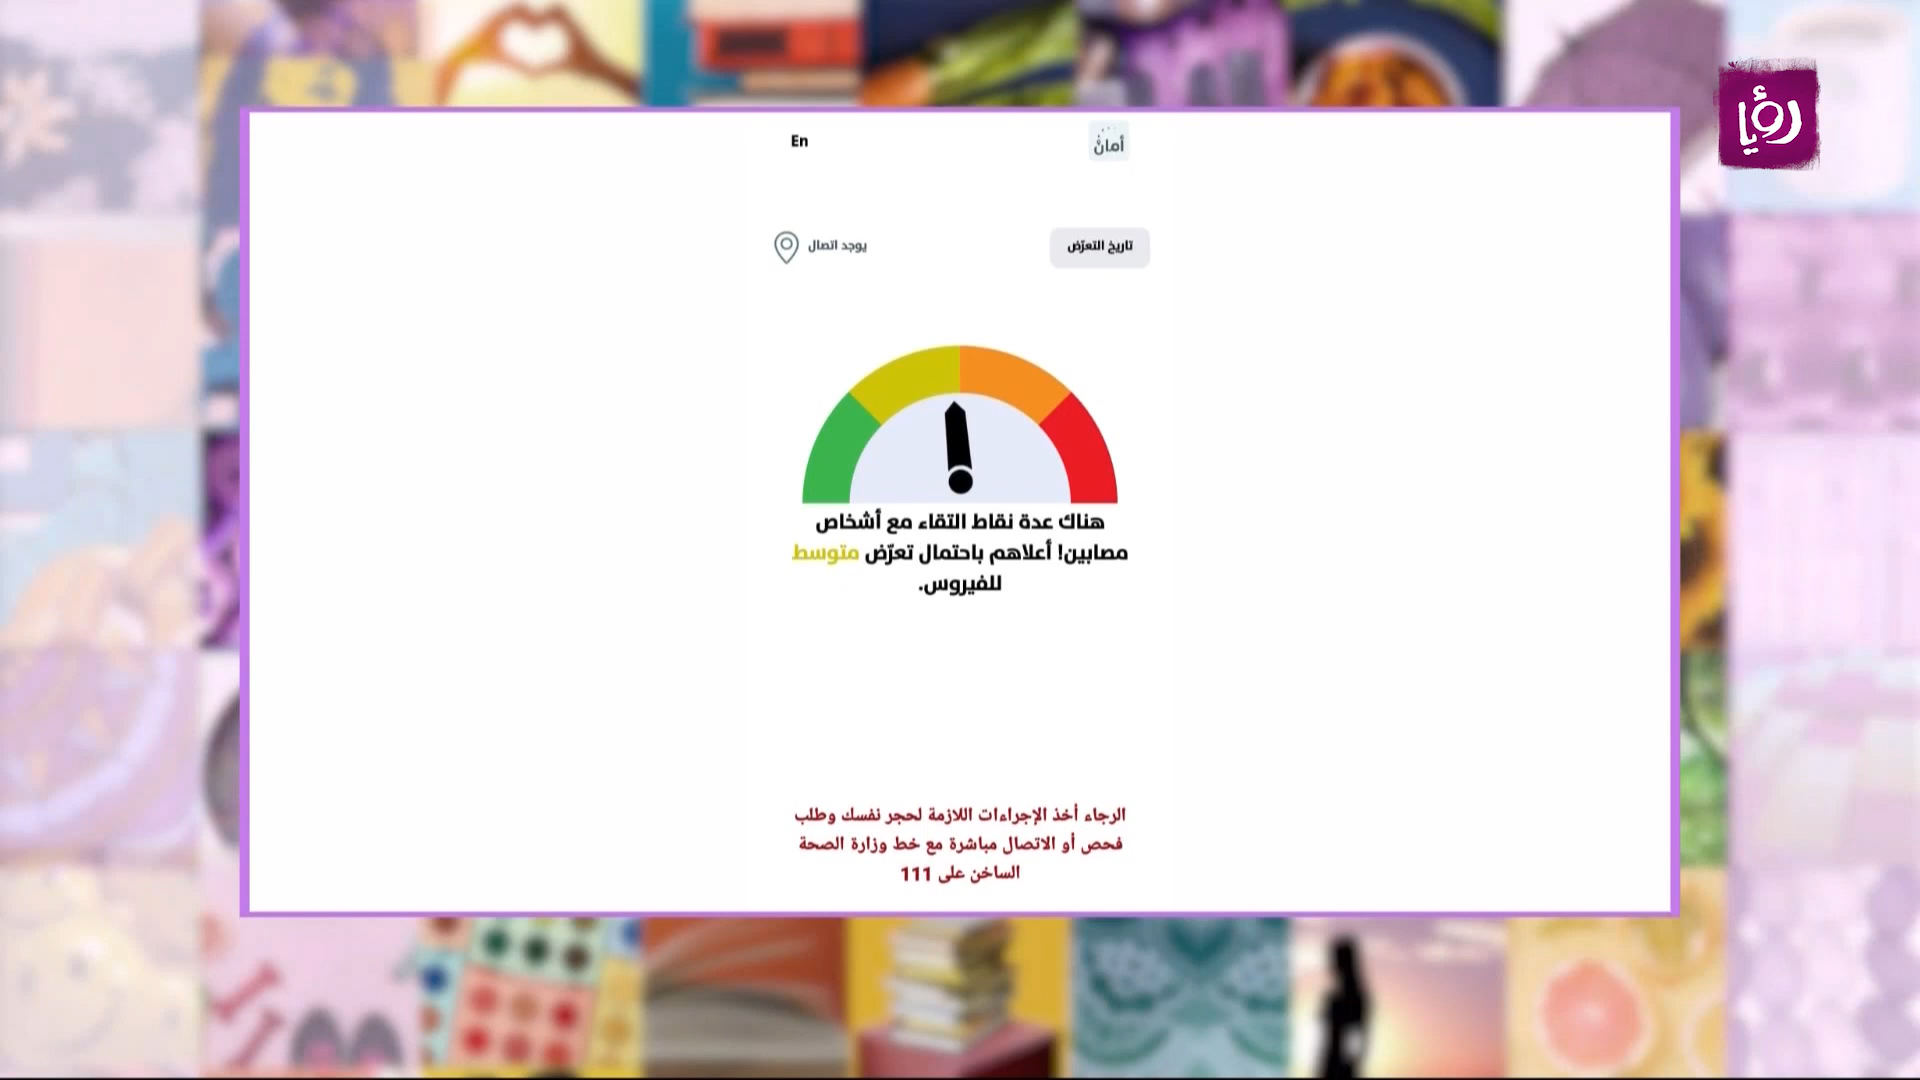 رؤيا
أمان
En
تاريخ التعرّض
يوجد اتصال
هناك عدة نقاط التقاء مع أشخاص
مصابين! أعلاهم باحتمال تعرّض متوسط
للفيروس.
الرجاء أخذ الإجراءات اللازمة لحجر نفسك وطلب
فحص أو الاتصال مباشرة مع خط وزارة الصحة
الساخن على 111